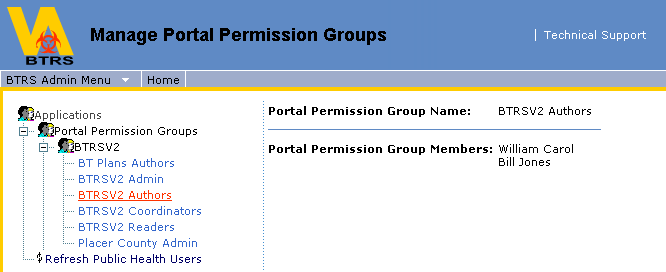 VA
BTRS
Manage Portal Permission Groups
| Technical Support
BTRS Admin Menu
Home
Applications
Portal Permission Groups
BTRSV2
BT Plans Authors
BTRSV2 Admin
BTRSV2 Authors
BTRSV2 Coordinators
BTRSV2 Readers
Placer County Admin
Refresh Public Health Users
Portal Permission Group Name: BTRSV2 Authors
Portal Permission Group Members: William Carol
Bill Jones